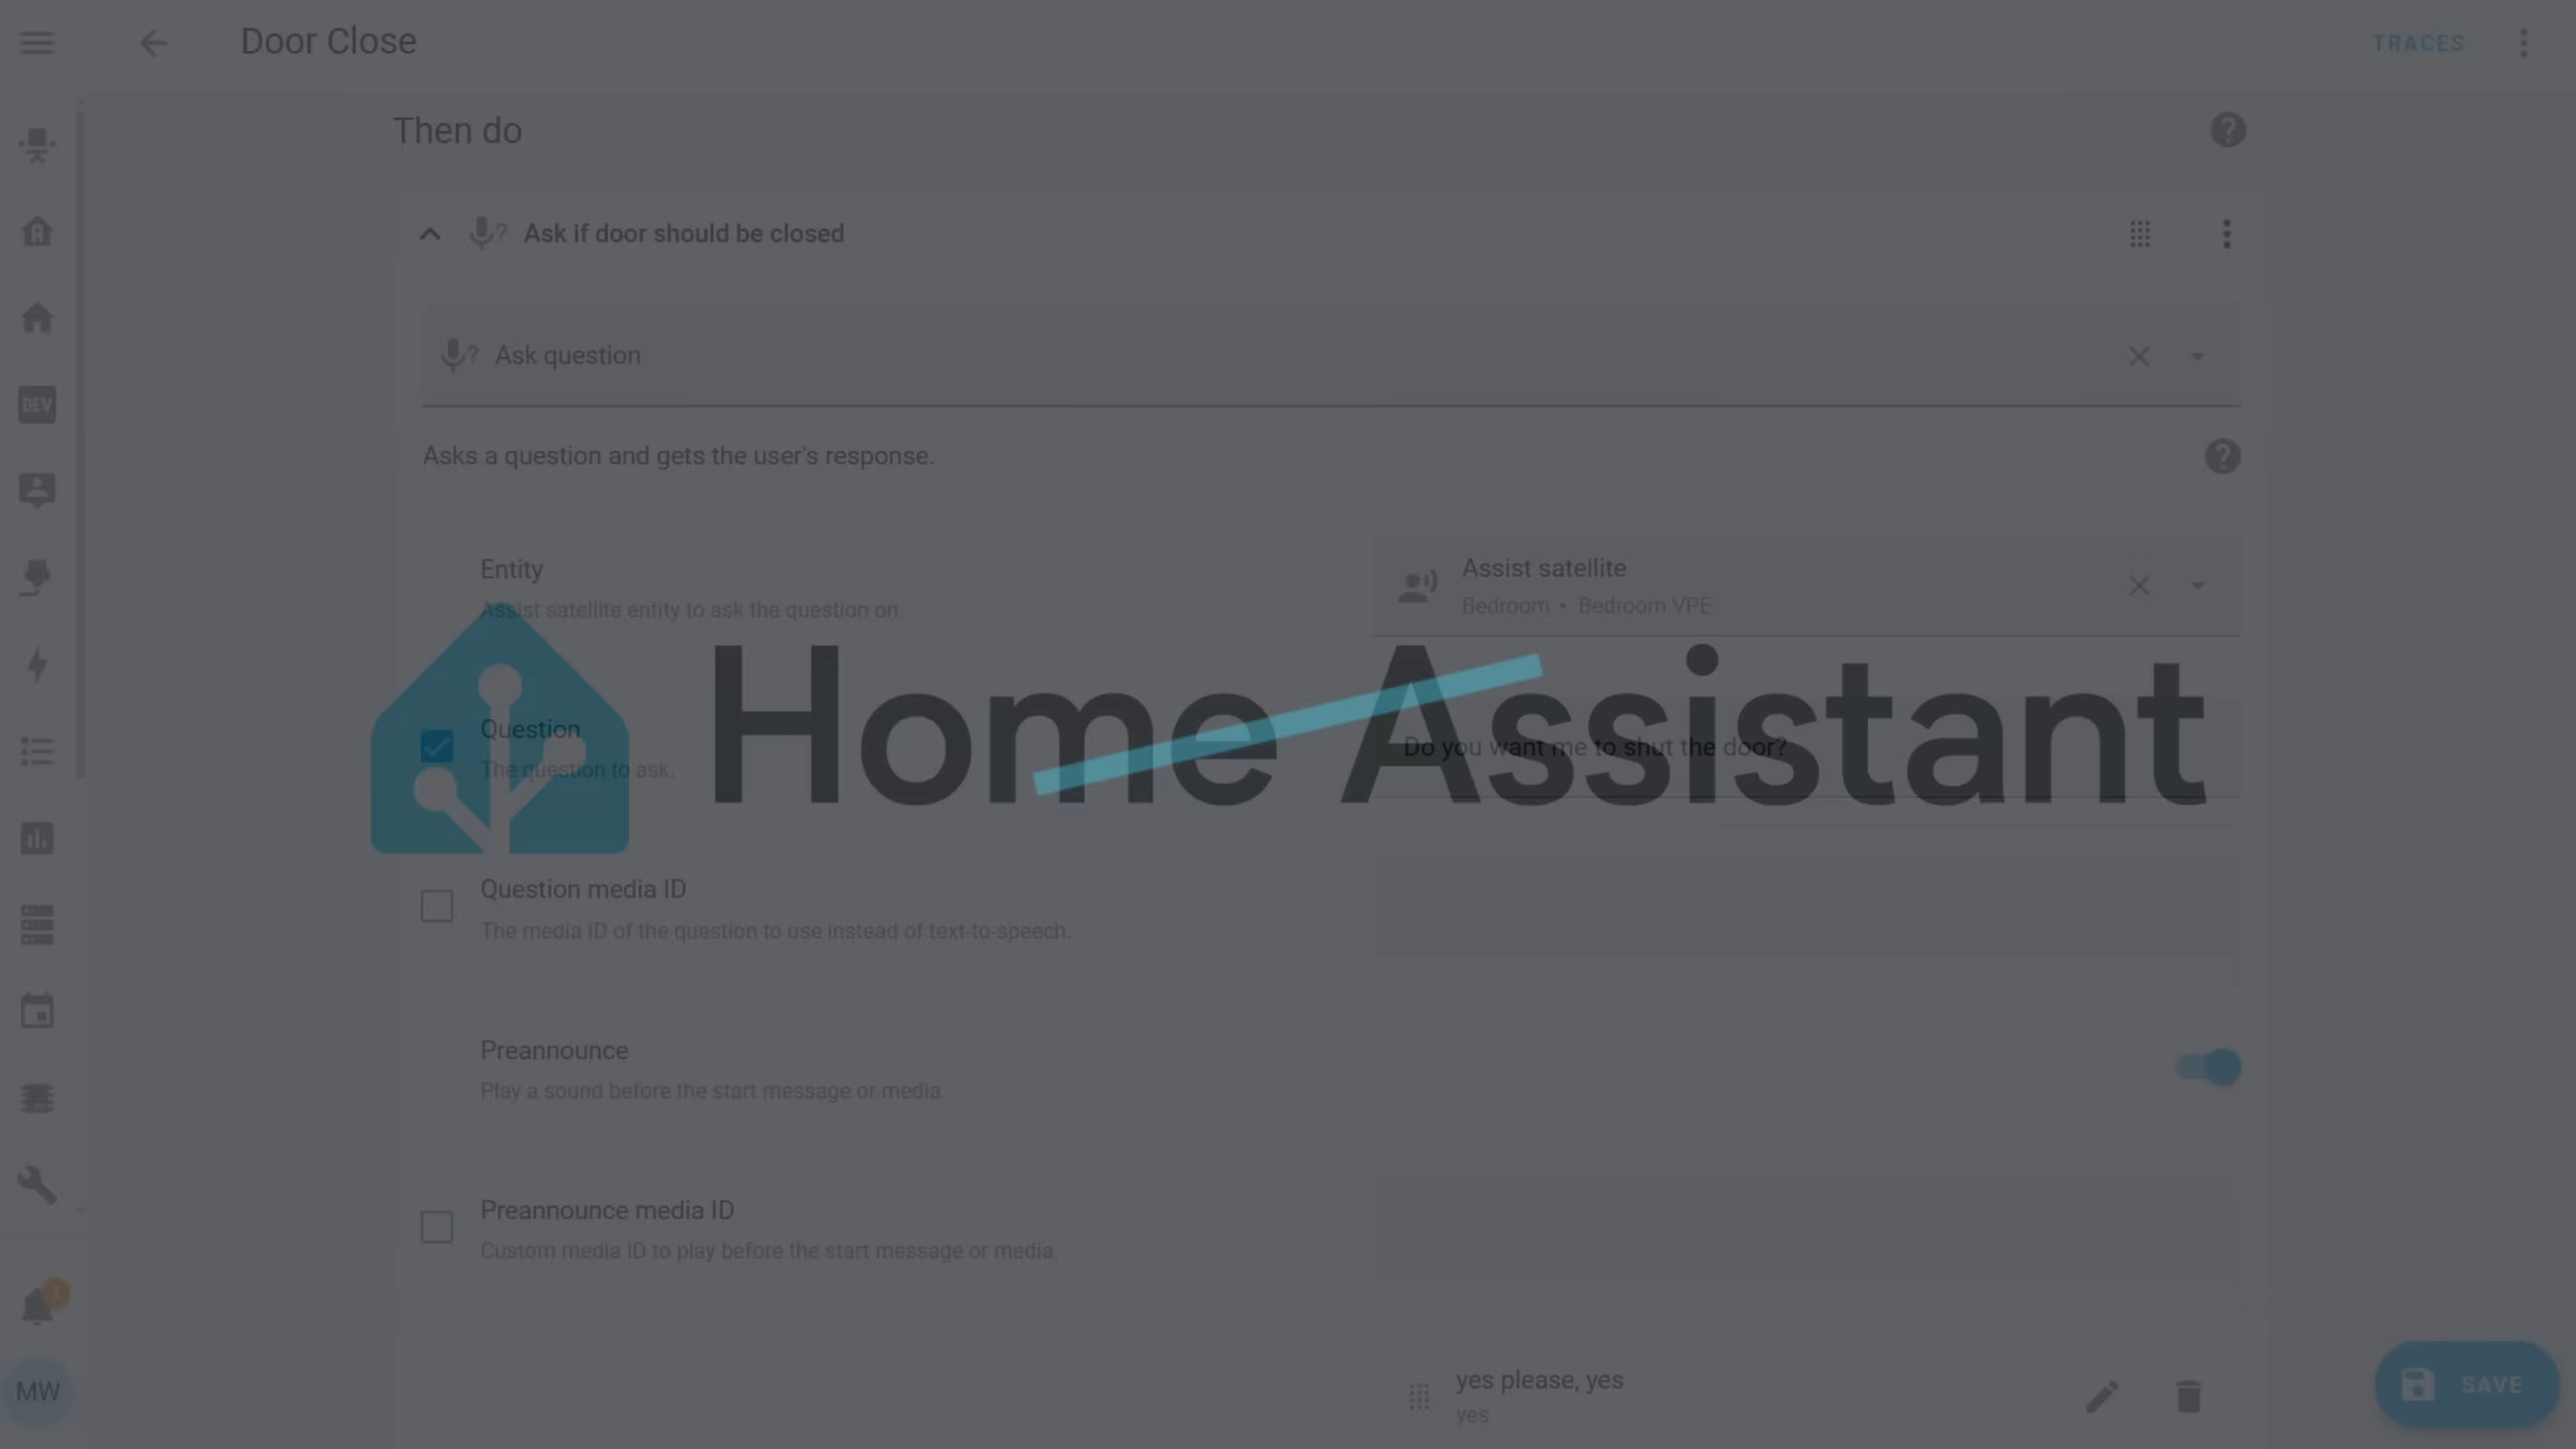 Door Close
TRACES
Then do
Ask if door should be closed
Ask question
Asks a question and gets the user's response.
Entity
Assist satellite entity to ask the question on.
Assist satellite
Bedroom • Bedroom VPE
Home Assistant
Question
The question to ask.
Do you want me to shut the door?
Question media ID
The media ID of the question to use instead of text-to-speech.
Preannounce
Play a sound before the start message or media.
Preannounce media ID
Custom media ID to play before the start message or media.
yes please, yes
yes
DEV
MW
SAVE